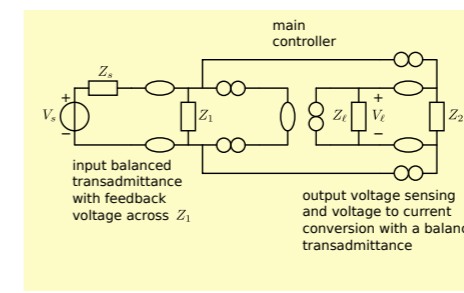 main
controller
Z_s
V_s
+
−
Z_1
Z_ℓ
+
V_ℓ
−
Z_2
input balanced
transadmittance
with feedback
voltage across Z_1
output voltage sensing
and voltage to current
conversion with a
transadmittance